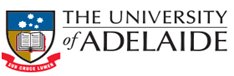 THE UNIVERSITY
of ADELAIDE
SUB CRUCE LUMEN